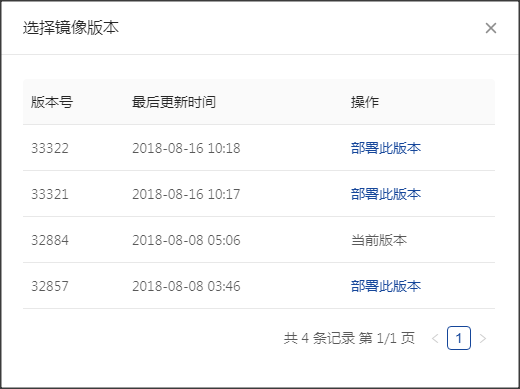 选择镜像版本
版本号 最后更新时间 操作
33322 2018-08-16 10:18 部署此版本
33321 2018-08-16 10:17 部署此版本
32884 2018-08-08 05:06 当前版本
32857 2018-08-08 03:46 部署此版本
共 4 条记录 第 1/1 页 < 1 >